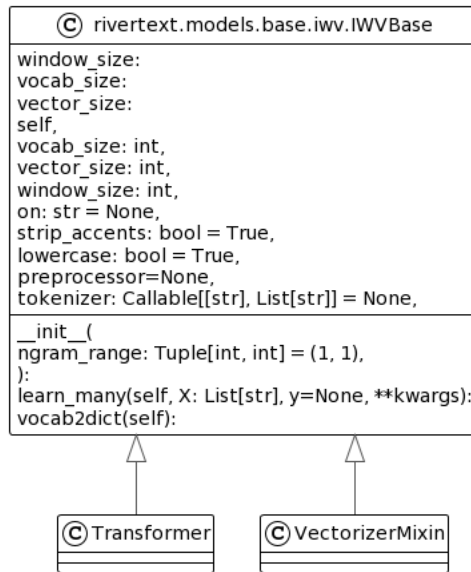 C rivertext.models.base.iwv.IWVBase
window_size:
vocab_size:
vector_size:
self,
vocab_size: int,
vector_size: int,
window_size: int,
on: str = None,
strip_accents: bool = True,
lowercase: bool = True,
preprocessor=None,
tokenizer: Callable[[str], List[str]] = None,
__init__(
ngram_range: Tuple[int, int] = (1, 1),
):
learn_many(self, X: List[str], y=None, **kwargs):
vocab2dict(self):
C Transformer
C VectorizerMixin